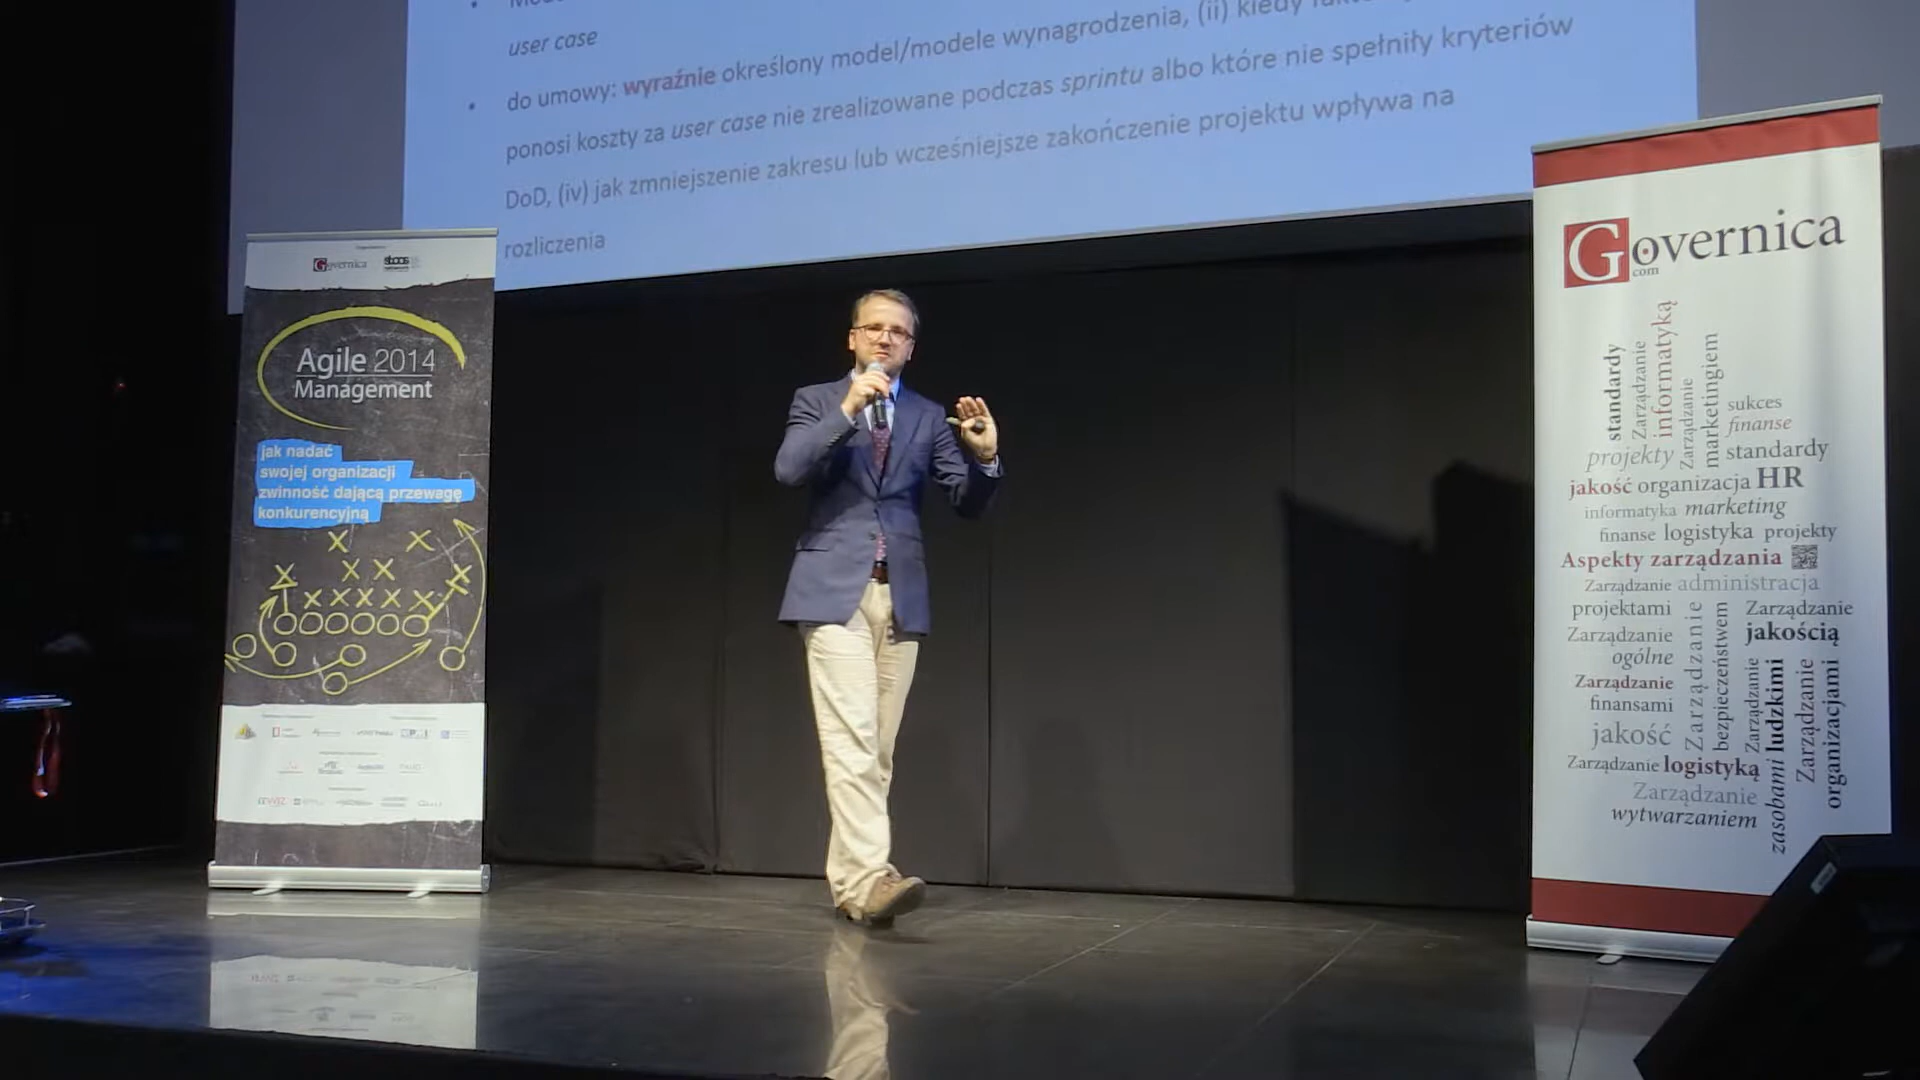 user case
do umowy: wyraźnie określony model/modele wynagrodzenia, (ii) kiedy
ponosi koszty za user case nie zrealizowane podczas sprintu albo które nie spełniły kryteriów
DoD, (iv) jak zmniejszenie zakresu lub wcześniejsze zakończenie projektu wpływa na
rozliczenia
Governica
Agile 2014
Management
jak nadać
swojej organizacji
zwinność dającą przewagę
konkurencyjną
Governica
com
standardy
Zarządzanie
informatyką
Zarządzanie
marketingiem
sukces
finanse
projekty
standardy
jakość organizacja HR
informatyka marketing
finanse logistyka projekty
Aspekty zarządzania
Zarządzanie administracja
projektami
Zarządzanie
bezpieczeństwem
Zarządzanie
jakością
Zarządzanie
ogólne
Zarządzanie
finansami
jakość
Zarządzanie
zasobami ludzkimi
Zarządzanie
organizacjami
Zarządzanie logistyką
Zarządzanie
wytwarzaniem